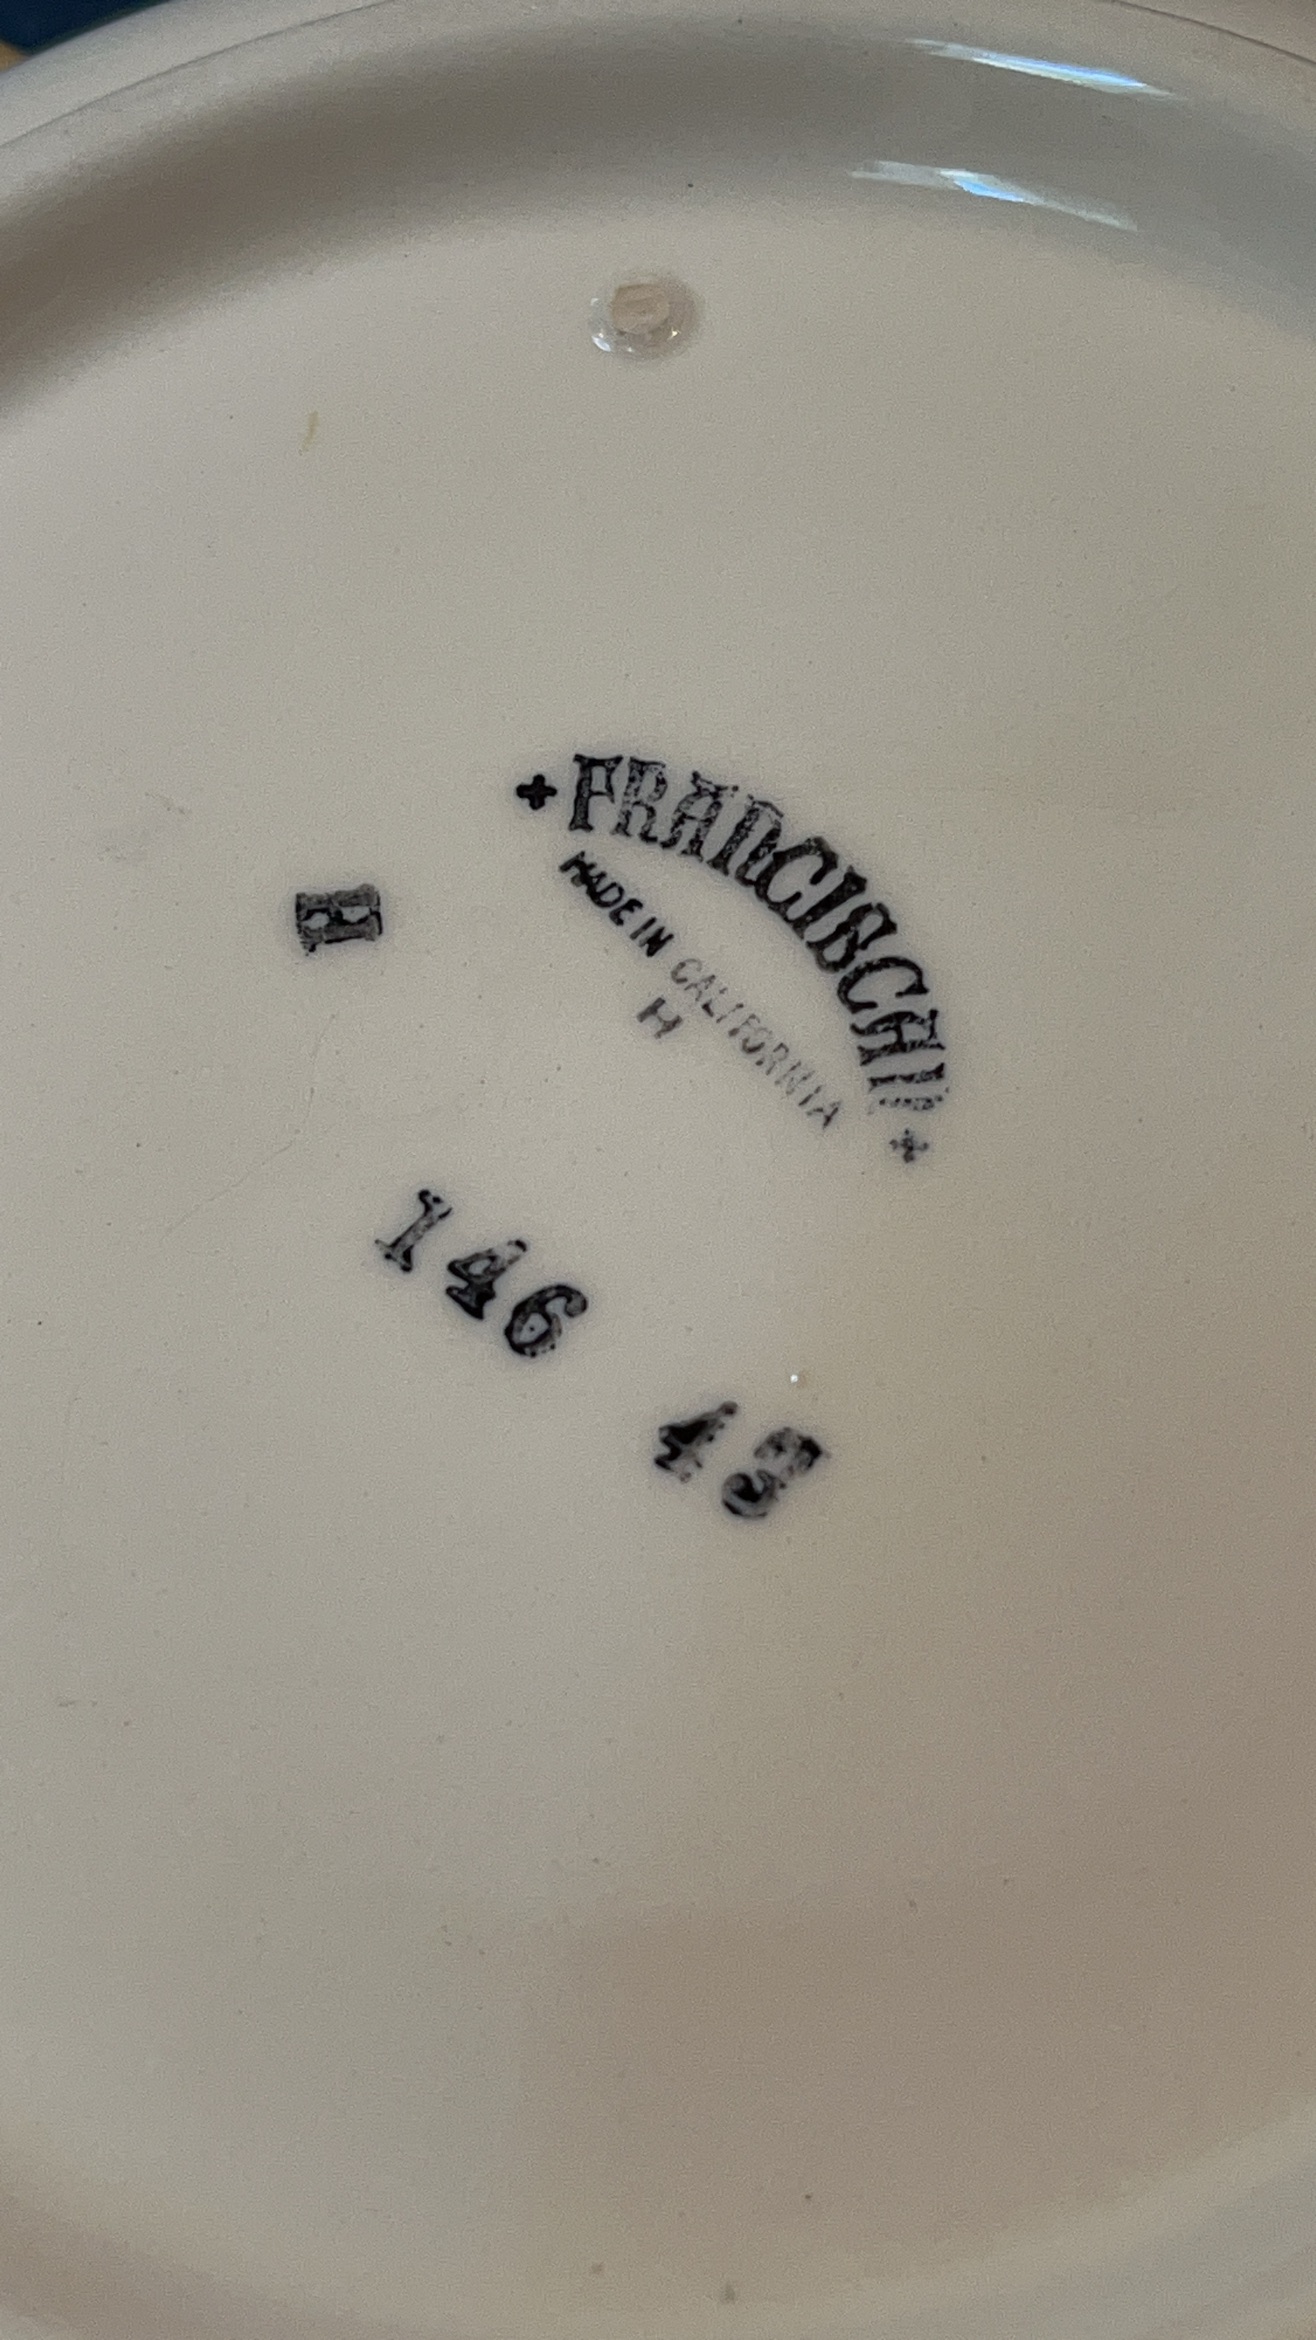 + FRANCISCAN +
MADE IN CALIFORNIA
H
H
146
43